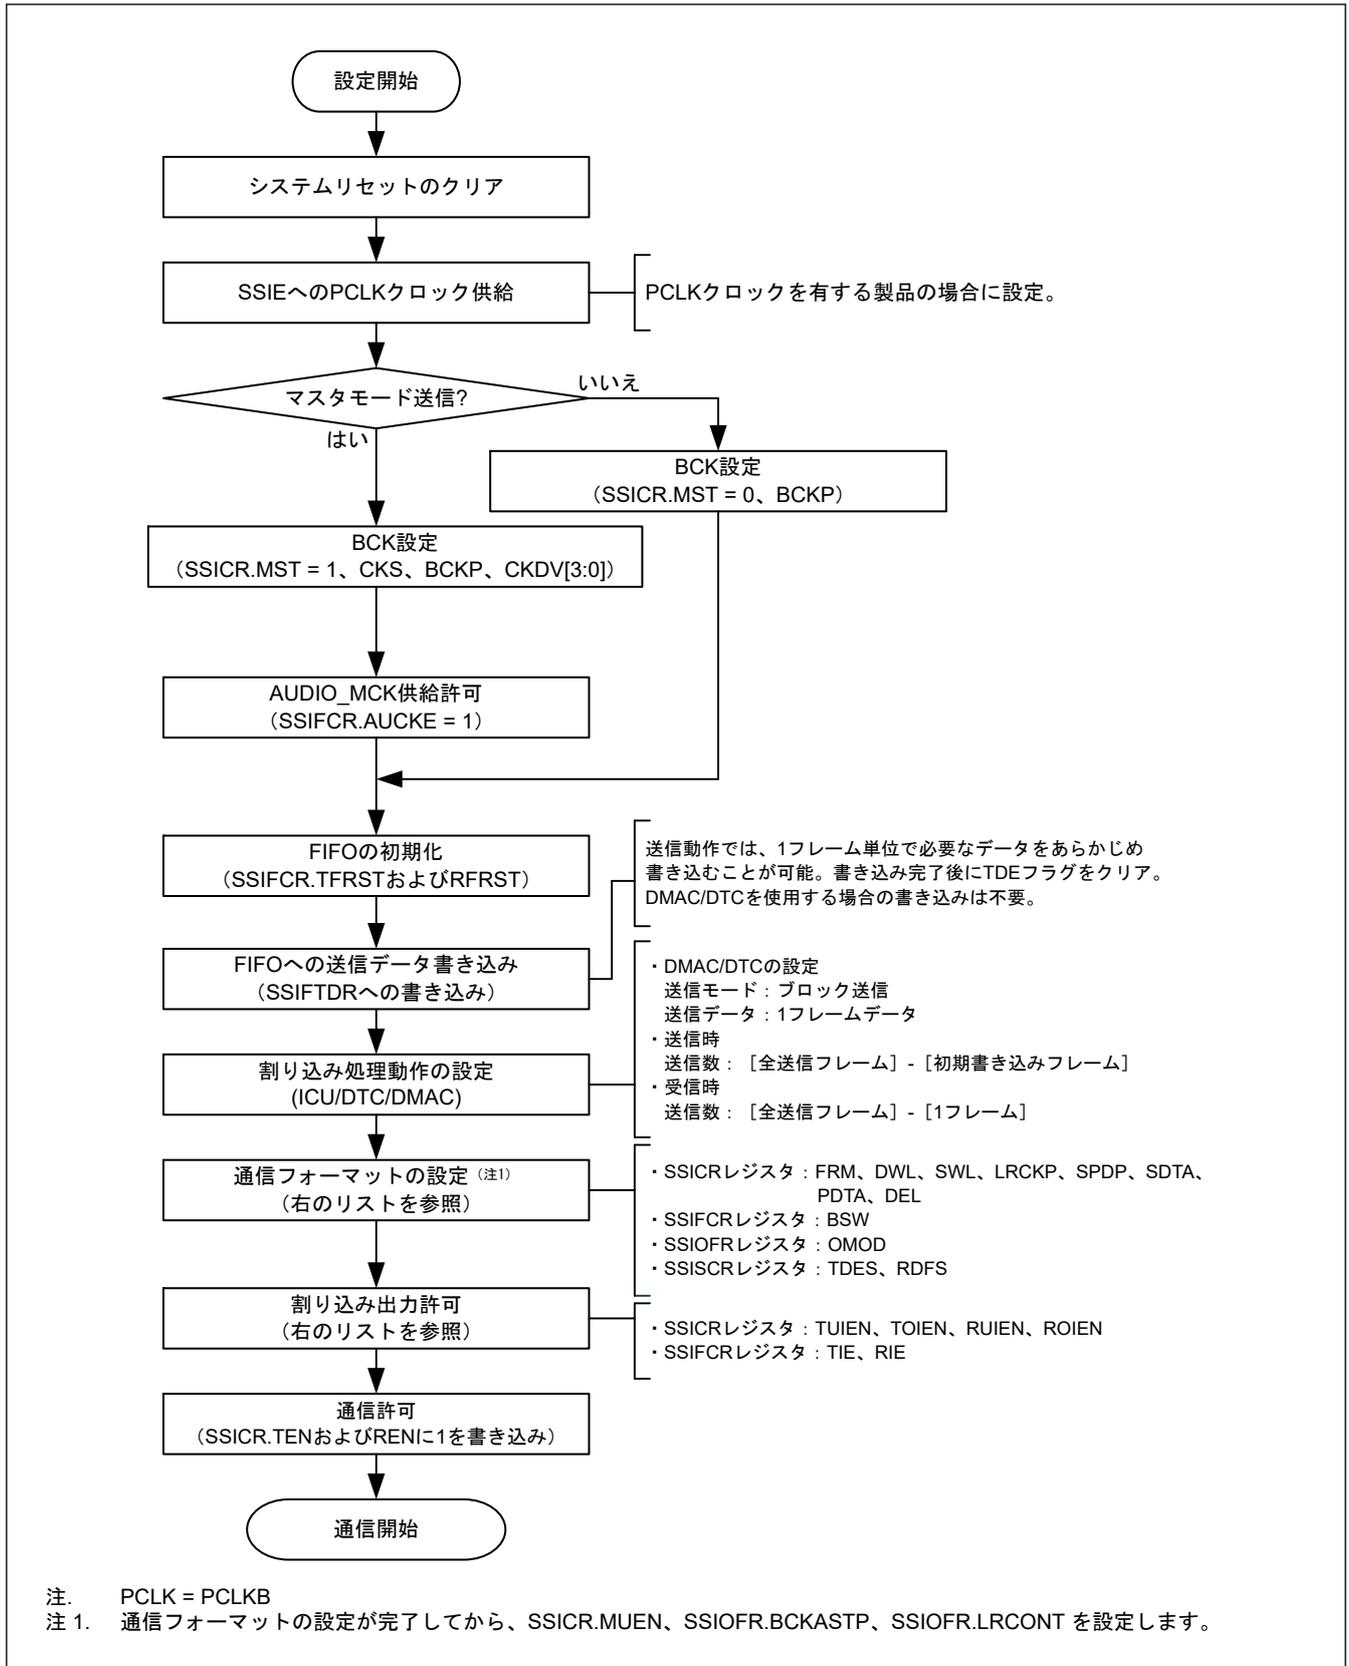 設定開始
システムリセットのクリア
SSIEへのPCLKクロック供給
PCLKクロックを有する製品の場合に設定。
マスタモード送信?
いいえ
はい
BCK設定
（SSICR.MST = 0、BCKP）
BCK設定
（SSICR.MST = 1、CKS、BCKP、CKDV[3:0]）
AUDIO_MCK供給許可
（SSIFCR.AUCKE = 1）
FIFOの初期化
（SSIFCR.TFRSTおよびRFRST）
送信動作では、1フレーム単位で必要なデータをあらかじめ
書き込むことが可能。書き込み完了後にTDEフラグをクリア。
DMAC/DTCを使用する場合の書き込みは不要。
FIFOへの送信データ書き込み
（SSIFTDRへの書き込み）
・DMAC/DTCの設定
送信モード：ブロック送信
送信データ：1フレームデータ
・送信時
送信数：［全送信フレーム］-［初期書き込みフレーム］
・受信時
送信数：［全送信フレーム］-［1フレーム］
割り込み処理動作の設定
(ICU/DTC/DMAC)
通信フォーマットの設定（注1）
（右のリストを参照）
・SSICRレジスタ：FRM、DWL、SWL、LRCKP、SPDP、SDTA、
PDTA、DEL
・SSIFCRレジスタ：BSW
・SSIOFRレジスタ：OMOD
・SSISCRレジスタ：TDES、RDFS
割り込み出力許可
（右のリストを参照）
・SSICRレジスタ：TUIEN、TOIEN、RUIEN、ROIEN
・SSIFCRレジスタ：TIE、RIE
通信許可
（SSICR.TENおよびRENに1を書き込み）
通信開始
注. PCLK = PCLKB
注 1. 通信フォーマットの設定が完了してから、SSICR.MUEN、SSIOFR.BCKASTP、SSIOFR.LRCONT を設定します。